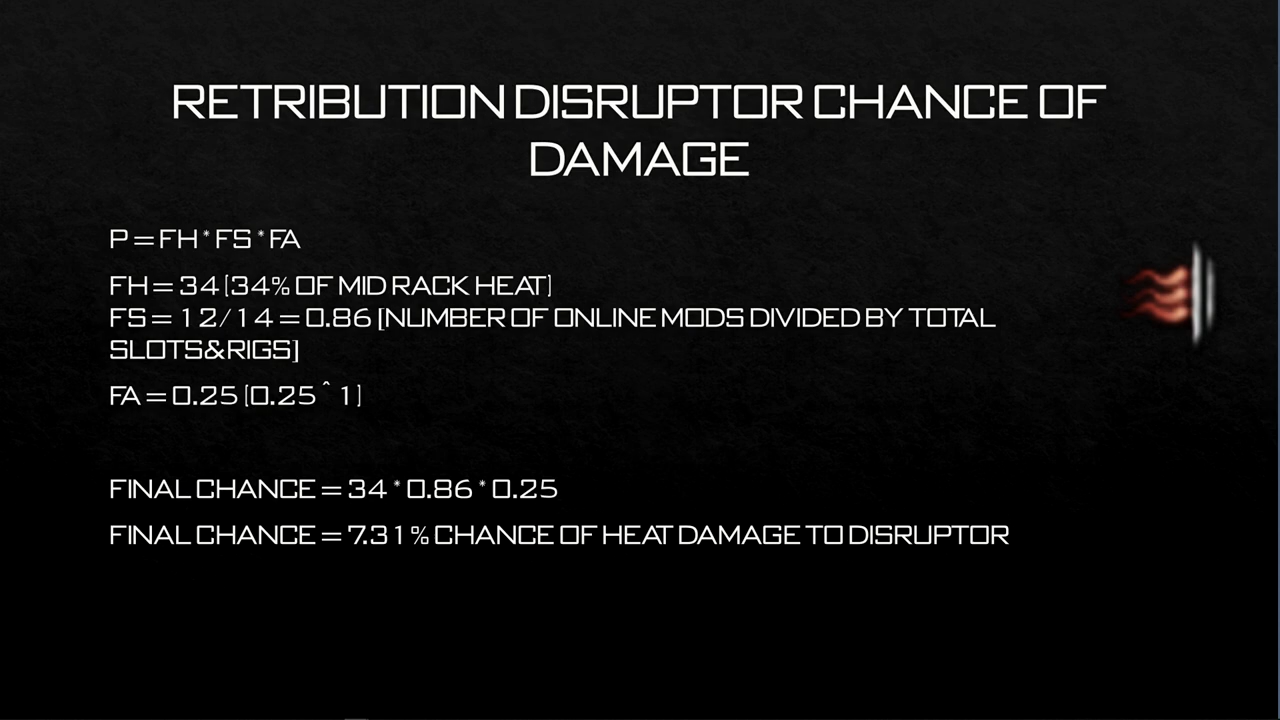 RETRIBUTION DISRUPTOR CHANCE OF
DAMAGE
P = FH * FS * FA
FH = 34 (34% OF MID RACK HEAT)
FS = 12/14 = 0.86 (NUMBER OF ONLINE MODS DIVIDED BY TOTAL
SLOTS&RIGS)
FA = 0.25 (0.25^1)
FINAL CHANCE = 34 * 0.86 * 0.25
FINAL CHANCE = 7.31% CHANCE OF HEAT DAMAGE TO DISRUPTOR